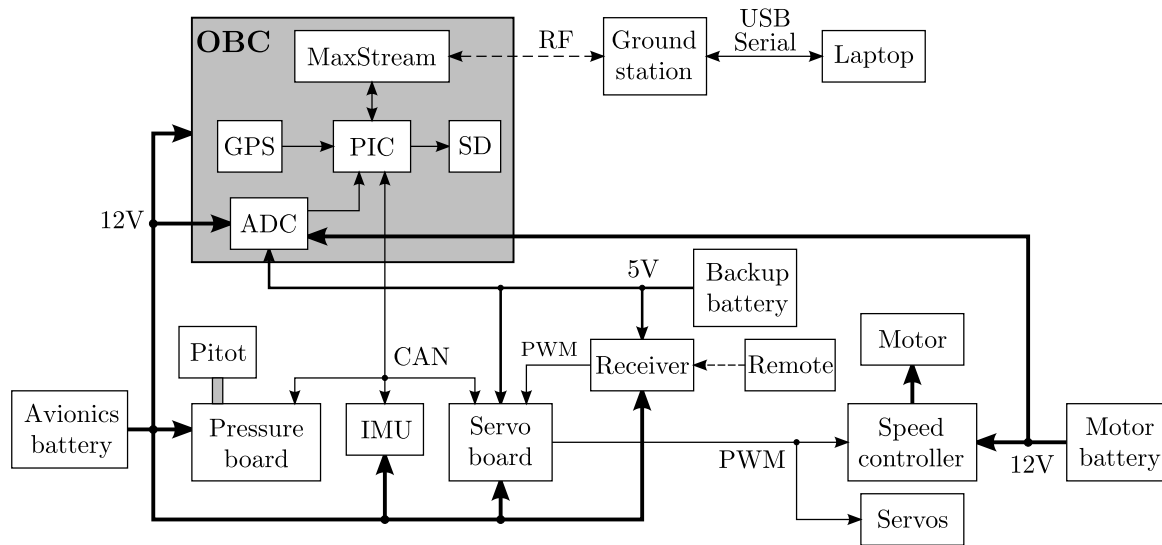 USB
Serial
OBC
MaxStream
RF
Ground
station
Laptop
GPS
PIC
SD
12V
ADC
5V
Backup
battery
Pitot
CAN
PWM
Receiver
Remote
Motor
Avionics
battery
Pressure
board
IMU
Servo
board
PWM
Speed
controller
12V
Motor
battery
Servos